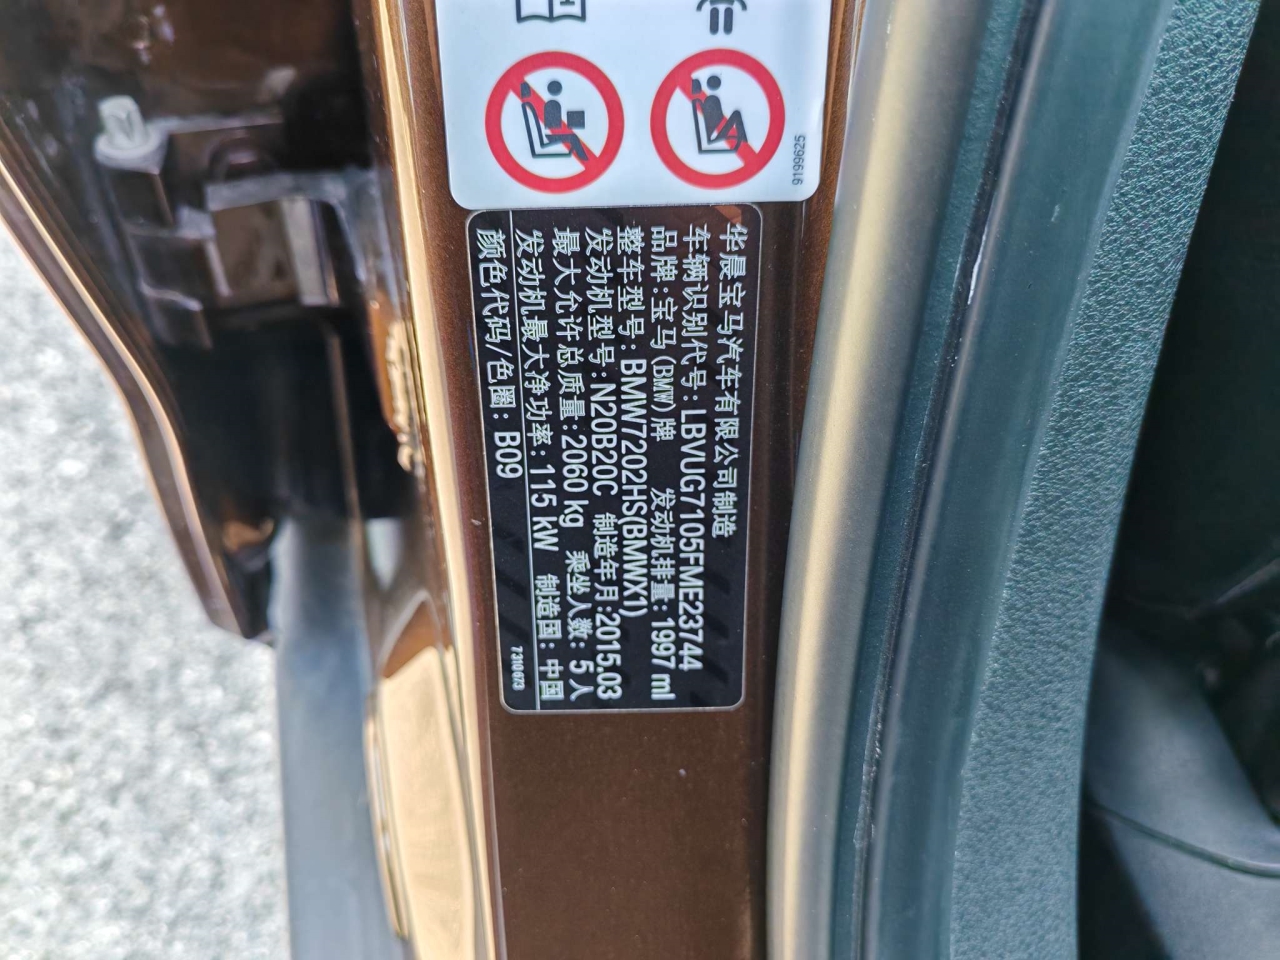 9199625
华晨宝马汽车有限公司制造
车辆识别代号: LBVUG7105FME23744
品牌: 宝马(BMW)牌 发动机排量: 1997 ml
整车型号: BMW7202HS(BMWX1)
发动机型号: N20B20C 制造年月: 2015.03
最大允许总质量: 2060 kg 乘坐人数: 5人
发动机最大净功率: 115 kW 制造国: 中国
颜色代码/色圈: B09
7310673